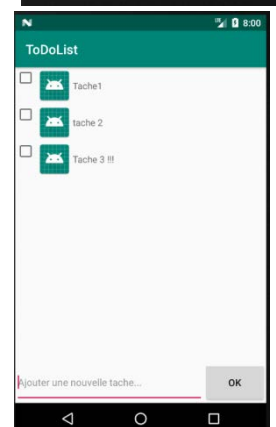 8:00
ToDoList
Tache1
tache 2
Tache 3 !!!
Ajouter une nouvelle tache... OK